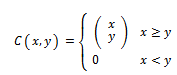 C(x,y) = { (x y) x ≥ y
0 x < y